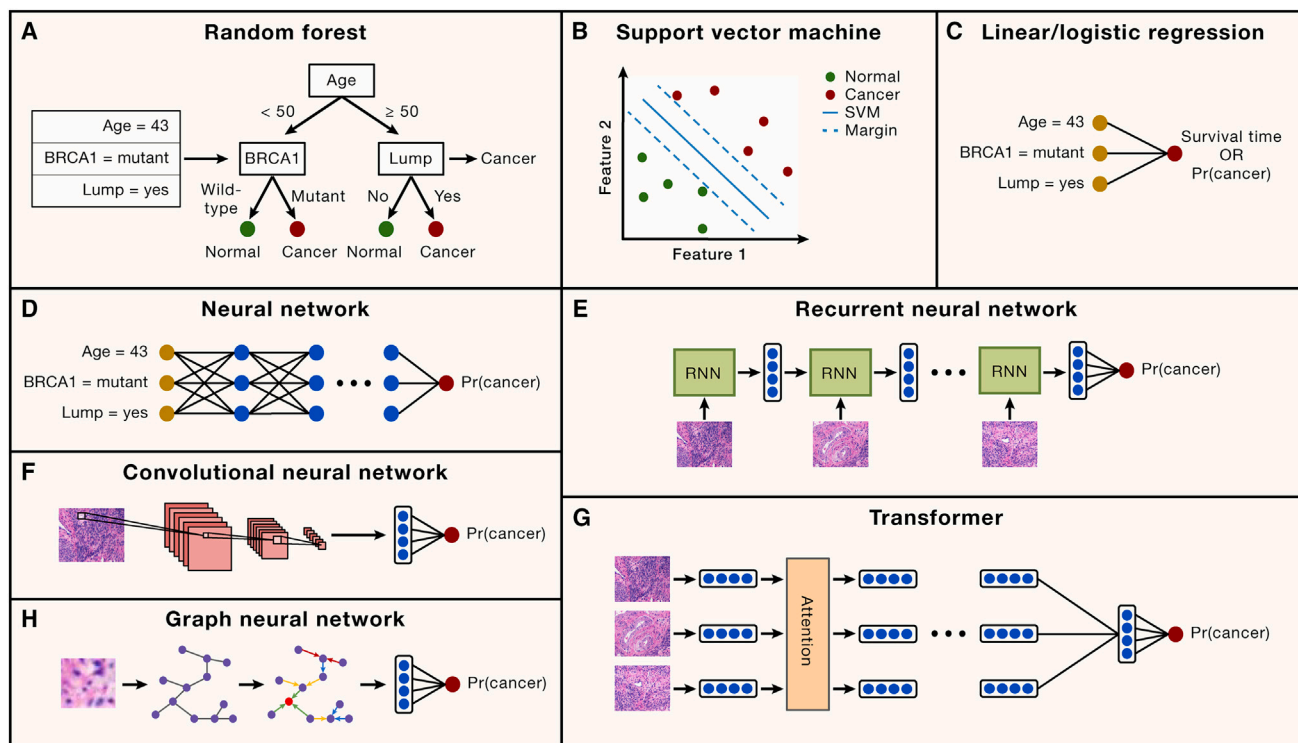 A
Random forest
Age
< 50
≥ 50
Age = 43
BRCA1 = mutant
Lump = yes
BRCA1
Lump
Cancer
Wild-
type
Mutant
No
Yes
Normal
Cancer
Normal
Cancer
B
Support vector machine
Feature 2
Feature 1
Normal
Cancer
SVM
Margin
C
Linear/logistic regression
Age = 43
BRCA1 = mutant
Lump = yes
Survival time
OR
Pr(cancer)
D
Neural network
Age = 43
BRCA1 = mutant
Lump = yes
Pr(cancer)
E
Recurrent neural network
RNN
RNN
RNN
Pr(cancer)
F
Convolutional neural network
Pr(cancer)
G
Transformer
Attention
Pr(cancer)
H
Graph neural network
Pr(cancer)